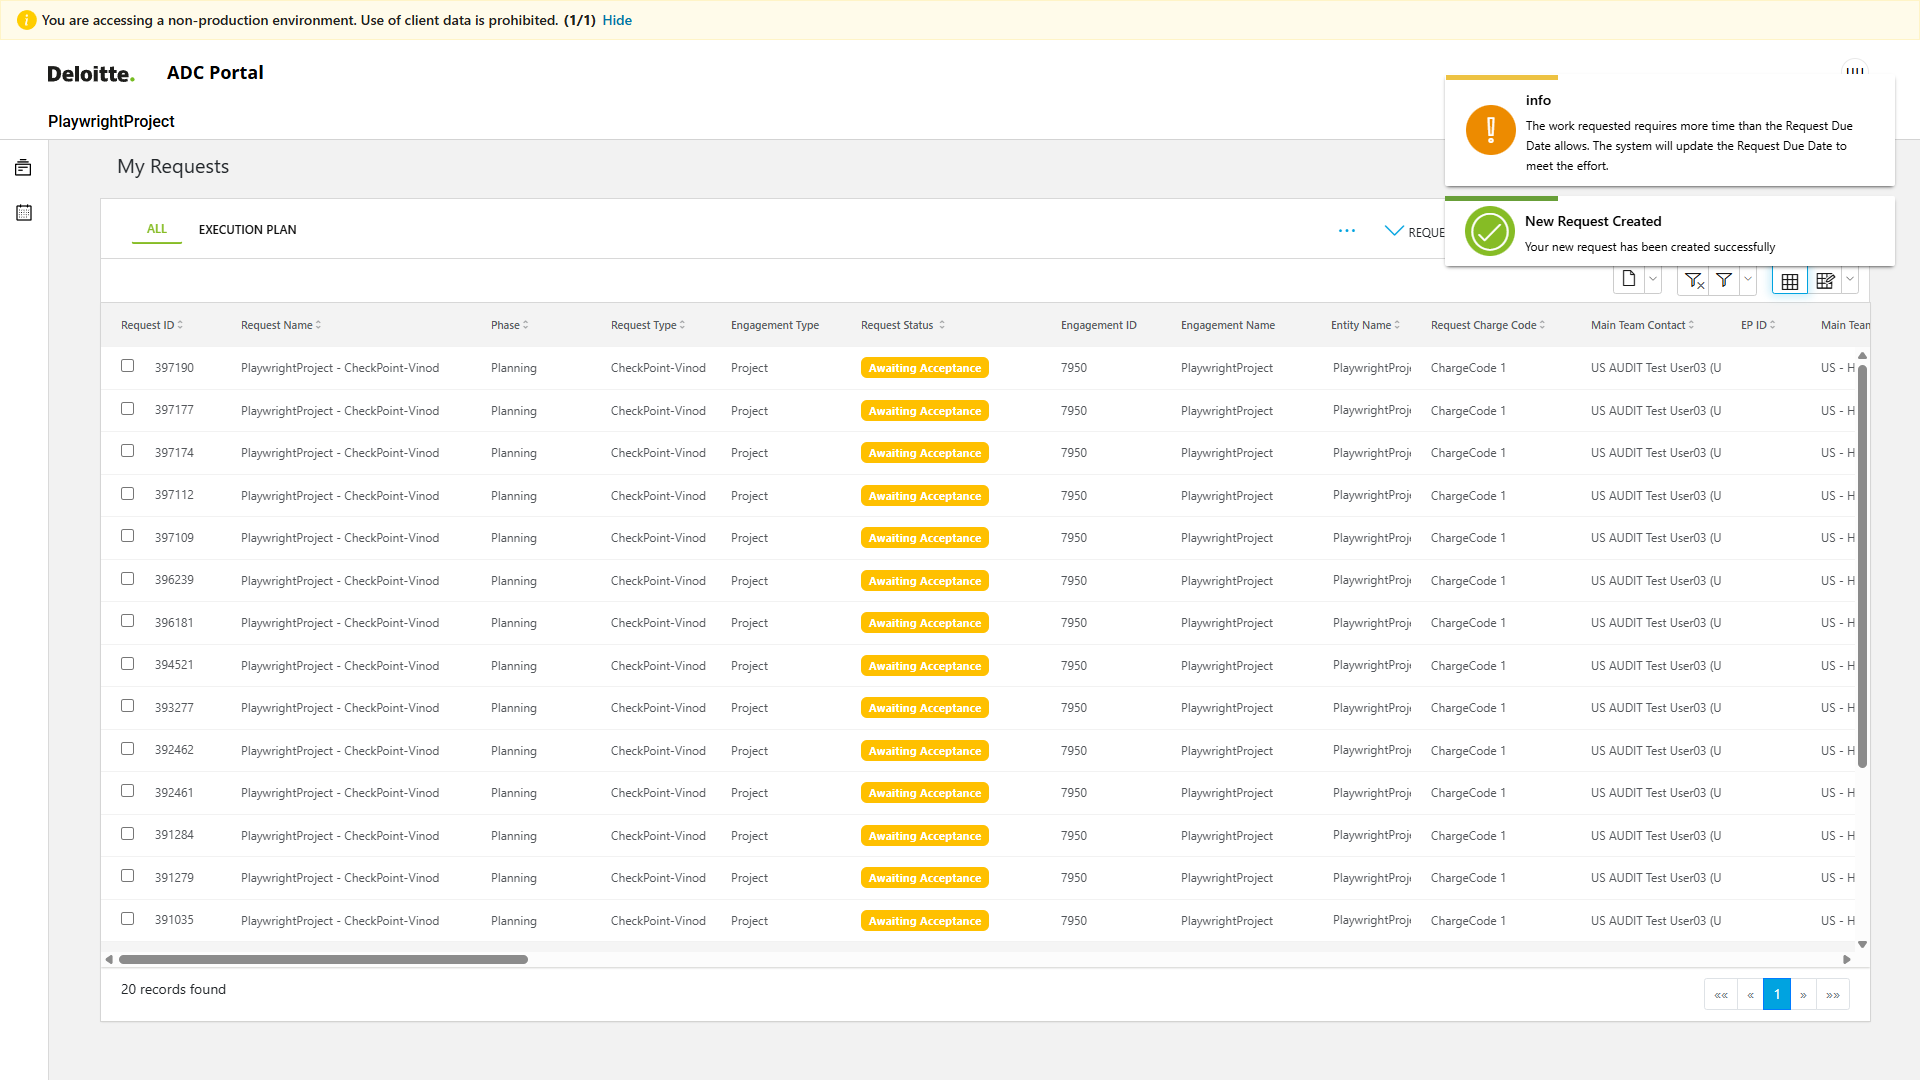 You are accessing a non-production environment. Use of client data is prohibited. (1/1) Hide
Deloitte. ADC Portal
PlaywrightProject
info
The work requested requires more time than the Request Due
Date allows. The system will update the Request Due Date to
meet the effort.
My Requests
New Request Created
Your new request has been created successfully
ALL EXECUTION PLAN ... REQUE
Request ID Request Name Phase Request Type Engagement Type Request Status Engagement ID Engagement Name Entity Name Request Charge Code Main Team Contact EP ID Main Tean
397190 PlaywrightProject - CheckPoint-Vinod Planning CheckPoint-Vinod Project Awaiting Acceptance 7950 PlaywrightProject PlaywrightProj ChargeCode 1 US AUDIT Test User03 (U US - H
397177 PlaywrightProject - CheckPoint-Vinod Planning CheckPoint-Vinod Project Awaiting Acceptance 7950 PlaywrightProject PlaywrightProj ChargeCode 1 US AUDIT Test User03 (U US - H
397174 PlaywrightProject - CheckPoint-Vinod Planning CheckPoint-Vinod Project Awaiting Acceptance 7950 PlaywrightProject PlaywrightProj ChargeCode 1 US AUDIT Test User03 (U US - H
397112 PlaywrightProject - CheckPoint-Vinod Planning CheckPoint-Vinod Project Awaiting Acceptance 7950 PlaywrightProject PlaywrightProj ChargeCode 1 US AUDIT Test User03 (U US - H
397109 PlaywrightProject - CheckPoint-Vinod Planning CheckPoint-Vinod Project Awaiting Acceptance 7950 PlaywrightProject PlaywrightProj ChargeCode 1 US AUDIT Test User03 (U US - H
396239 PlaywrightProject - CheckPoint-Vinod Planning CheckPoint-Vinod Project Awaiting Acceptance 7950 PlaywrightProject PlaywrightProj ChargeCode 1 US AUDIT Test User03 (U US - H
396181 PlaywrightProject - CheckPoint-Vinod Planning CheckPoint-Vinod Project Awaiting Acceptance 7950 PlaywrightProject PlaywrightProj ChargeCode 1 US AUDIT Test User03 (U US - H
394521 PlaywrightProject - CheckPoint-Vinod Planning CheckPoint-Vinod Project Awaiting Acceptance 7950 PlaywrightProject PlaywrightProj ChargeCode 1 US AUDIT Test User03 (U US - H
393277 PlaywrightProject - CheckPoint-Vinod Planning CheckPoint-Vinod Project Awaiting Acceptance 7950 PlaywrightProject PlaywrightProj ChargeCode 1 US AUDIT Test User03 (U US - H
392462 PlaywrightProject - CheckPoint-Vinod Planning CheckPoint-Vinod Project Awaiting Acceptance 7950 PlaywrightProject PlaywrightProj ChargeCode 1 US AUDIT Test User03 (U US - H
392461 PlaywrightProject - CheckPoint-Vinod Planning CheckPoint-Vinod Project Awaiting Acceptance 7950 PlaywrightProject PlaywrightProj ChargeCode 1 US AUDIT Test User03 (U US - H
391284 PlaywrightProject - CheckPoint-Vinod Planning CheckPoint-Vinod Project Awaiting Acceptance 7950 PlaywrightProject PlaywrightProj ChargeCode 1 US AUDIT Test User03 (U US - H
391279 PlaywrightProject - CheckPoint-Vinod Planning CheckPoint-Vinod Project Awaiting Acceptance 7950 PlaywrightProject PlaywrightProj ChargeCode 1 US AUDIT Test User03 (U US - H
391035 PlaywrightProject - CheckPoint-Vinod Planning CheckPoint-Vinod Project Awaiting Acceptance 7950 PlaywrightProject PlaywrightProj ChargeCode 1 US AUDIT Test User03 (U US - H
20 records found «« « 1 » »»